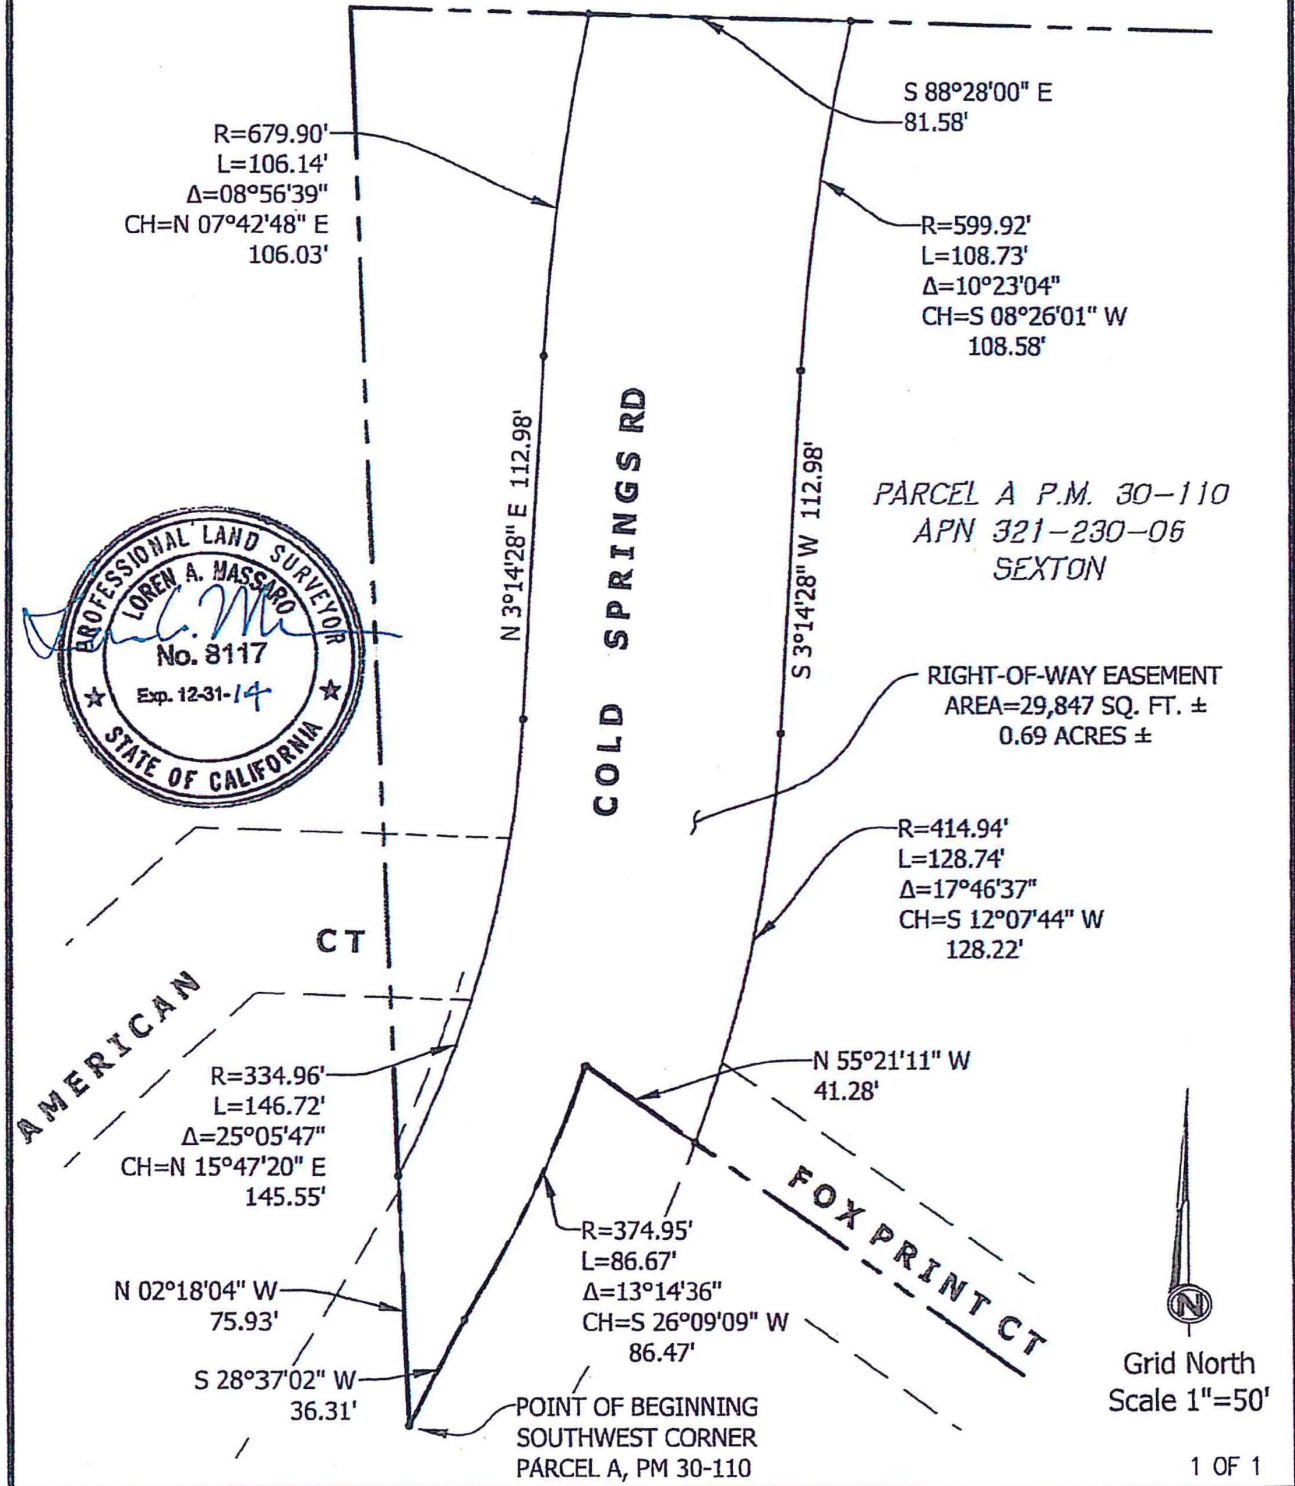 S 88°28'00" E
81.58'
R=679.90'
L=106.14'
Δ=08°56'39"
CH=N 07°42'48" E
106.03'
R=599.92'
L=108.73'
Δ=10°23'04"
CH=S 08°26'01" W
108.58'
N 3°14'28" E 112.98'
COLD SPRINGS RD
S 3°14'28" W 112.98'
PARCEL A P.M. 30-110
APN 321-230-06
SEXTON
PROFESSIONAL LAND SURVEYOR
LOREN A. MASSARO
No. 8117
Exp. 12-31-14
STATE OF CALIFORNIA
RIGHT-OF-WAY EASEMENT
AREA=29,847 SQ. FT. ±
0.69 ACRES ±
R=414.94'
L=128.74'
Δ=17°46'37"
CH=S 12°07'44" W
128.22'
AMERICAN CT
R=334.96'
L=146.72'
Δ=25°05'47"
CH=N 15°47'20" E
145.55'
N 55°21'11" W
41.28'
FOX PRINT CT
R=374.95'
L=86.67'
Δ=13°14'36"
CH=S 26°09'09" W
86.47'
N 02°18'04" W
75.93'
S 28°37'02" W
36.31'
POINT OF BEGINNING
SOUTHWEST CORNER
PARCEL A, PM 30-110
N
Grid North
Scale 1"=50'
1 OF 1